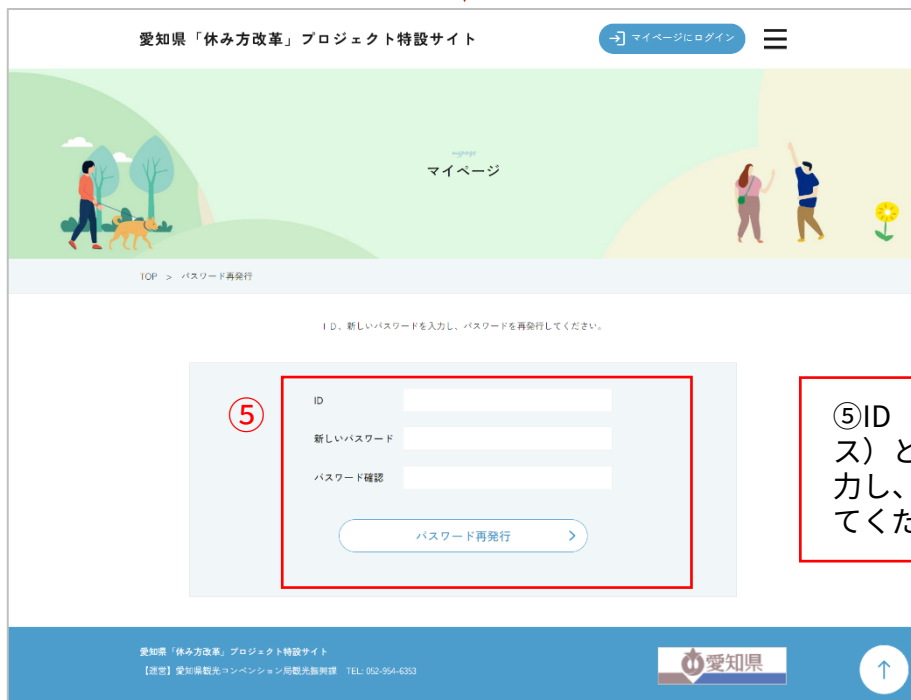 愛知県「休み方改革」プロジェクト特設サイト
マイページにログイン
mypage
マイページ
TOP > パスワード再発行
ID、新しいパスワードを入力し、パスワードを再発行してください。
⑤
ID
新しいパスワード
パスワード確認
パスワード再発行
⑤ID
ス）と
力し、
てくだ
愛知県「休み方改革」プロジェクト特設サイト
【運営】愛知県観光コンベンション局観光振興課 TEL: 052-954-6353
愛知県